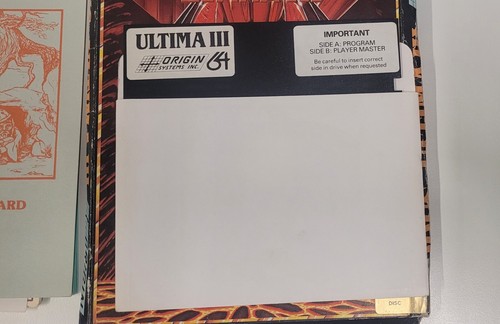 ULTIMA III
ORIGIN
SYSTEMS INC.
64
IMPORTANT
SIDE A: PROGRAM
SIDE B: PLAYER MASTER
Be careful to insert correct
side in drive when requested
ARD
DISC